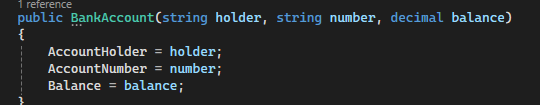 1 reference
public BankAccount(string holder, string number, decimal balance)
{
    AccountHolder = holder;
    AccountNumber = number;
    Balance = balance;
}